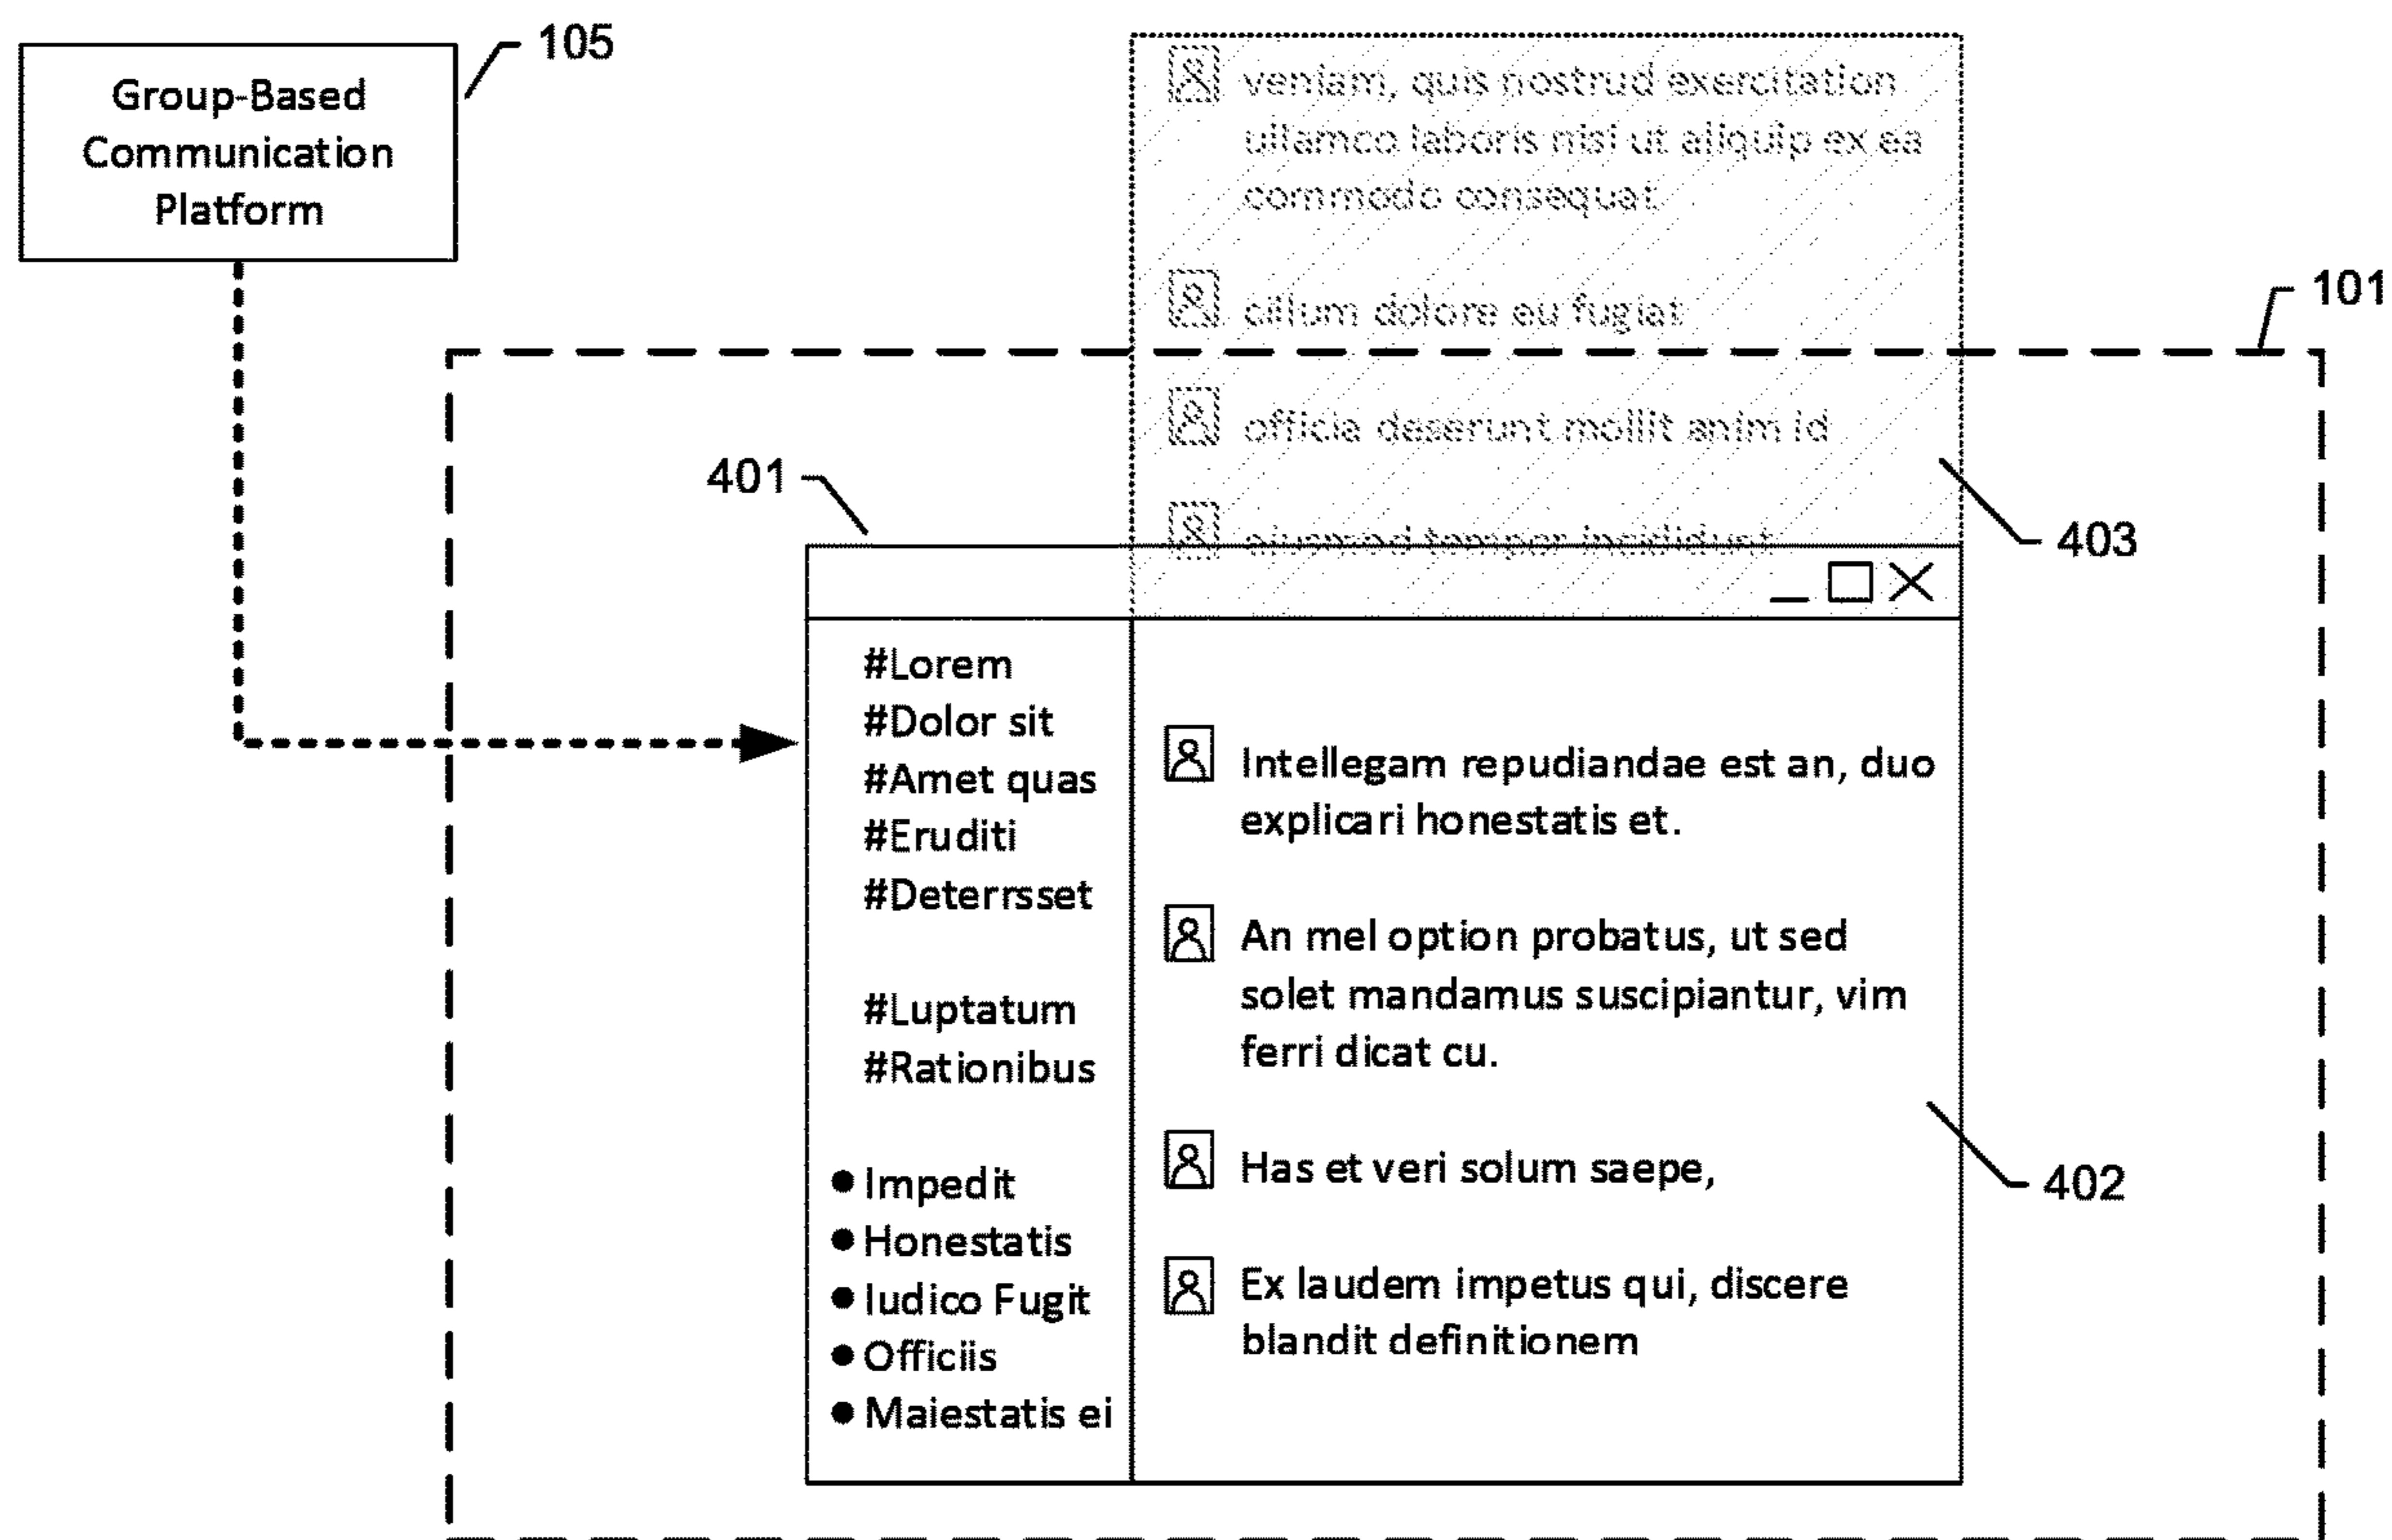 105
Group-Based
Communication
Platform
veniam, quis nostrud exercitation
ullamco laboris nisi ut aliquip ex ea
commodo consequat
cillum dolore eu fugiat
101
officia deserunt mollit anim id
401
eiusmod tempor incididunt
403
#Lorem
#Dolor sit
#Amet quas
#Eruditi
#Deterrsset
#Luptatum
#Rationibus
●Impedit
●Honestatis
●Iudico Fugit
●Officiis
●Maiestatis ei
Intellegam repudiandae est an, duo
explicari honestatis et.
An mel option probatus, ut sed
solet mandamus suscipiantur, vim
ferri dicat cu.
Has et veri solum saepe,
402
Ex laudem impetus qui, discere
blandit definitionem